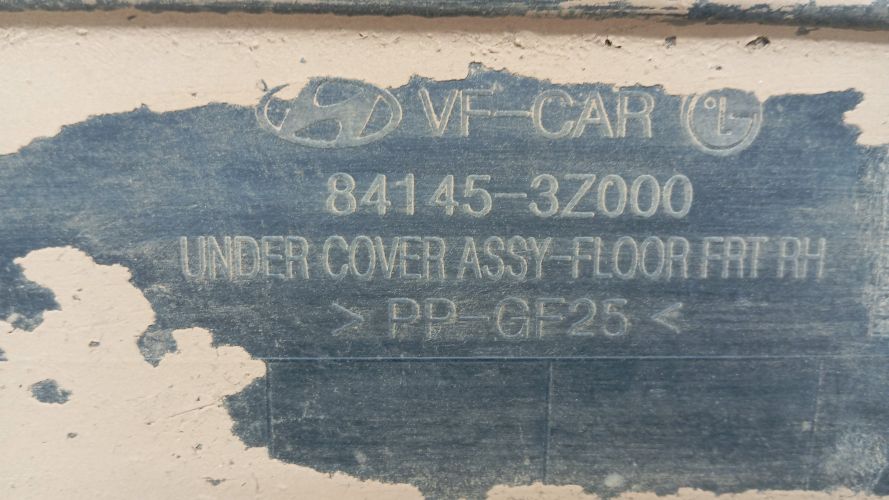 VF-CAR
84145-3Z000
UNDER COVER ASSY-FLOOR FRT RH
> PP-GF25 <